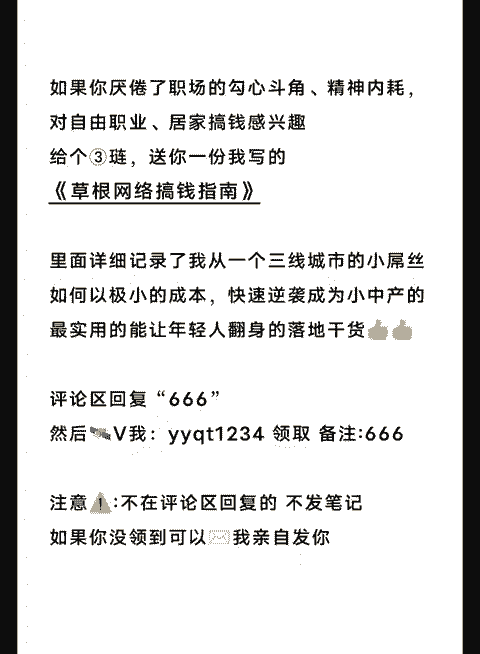 如果你厌倦了职场的勾心斗角、精神内耗，
对自由职业、居家搞钱感兴趣
给个③琏，送你一份我写的
《草根网络搞钱指南》
里面详细记录了我从一个三线城市的小屌丝
如何以极小的成本，快速逆袭成为小中产的
最实用的能让年轻人翻身的落地干货👍👍
评论区回复“666”
然后🛰V我：yyqt1234 领取 备注:666
注意⚠:不在评论区回复的 不发笔记
如果你没领到可以✉我亲自发你